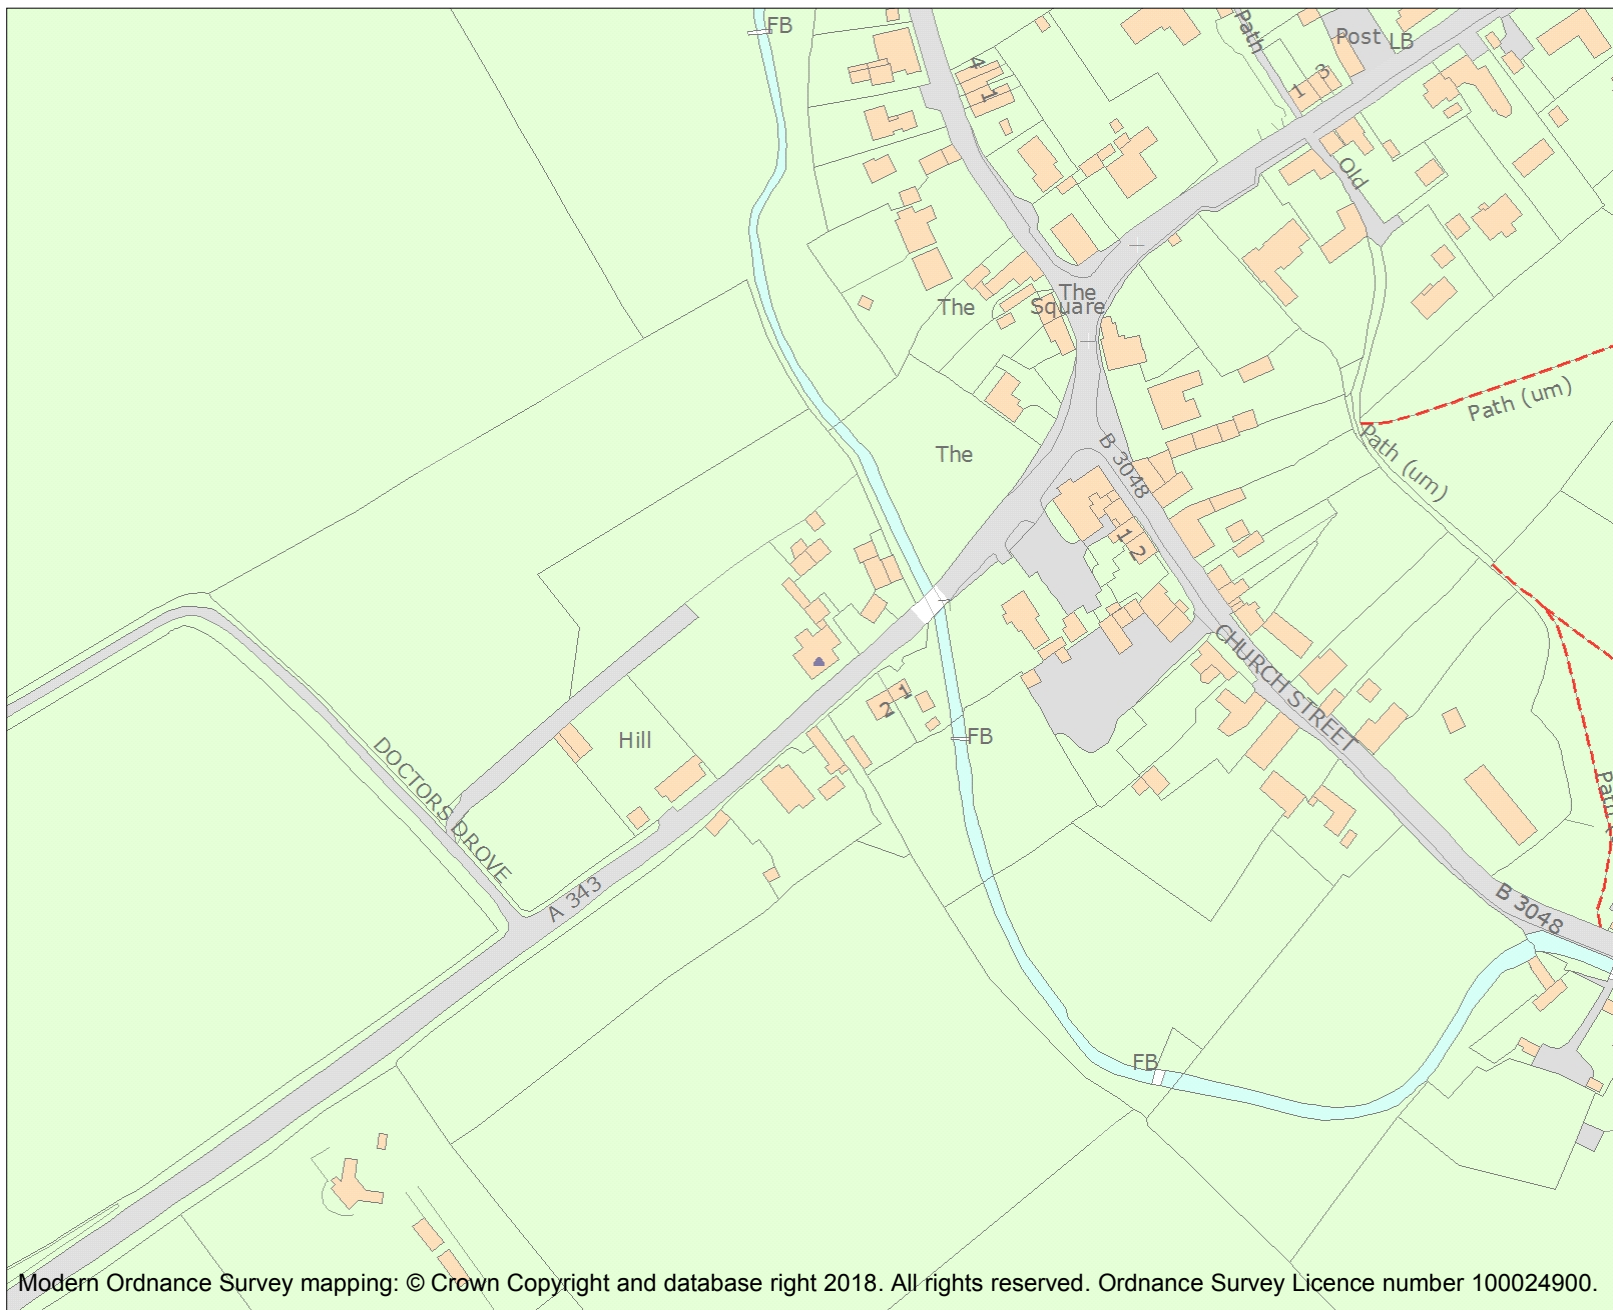 FB
Path
Post
LB
4
1
1
3
Old
The
The
Square
Path (um)
The
B 3048
Path (um)
1
2
CHURCH STREET
1
2
Hill
FB
DOCTORS DROVE
Path
A 343
B 3048
FB
Modern Ordnance Survey mapping: © Crown Copyright and database right 2018. All rights reserved. Ordnance Survey Licence number 100024900.